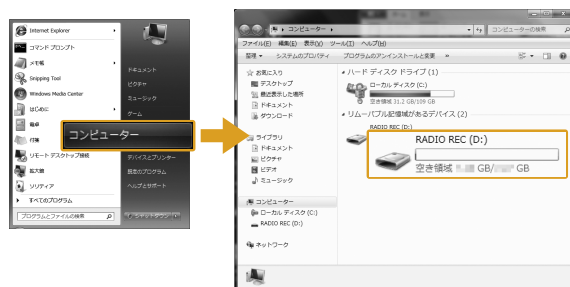 Internet Explorer
コマンド プロンプト
メモ帳
Snipping Tool
Windows Media Center
はじめに
電卓
付箋
リモート デスクトップ接続
拡大鏡
ソリティア
すべてのプログラム
プログラムとファイルの検索
ドキュメント
ピクチャ
ミュージック
ゲーム
コンピューター
デバイスとプリンター
既定のプログラム
ヘルプとサポート
コンピューター
コンピューターの検索
ファイル(F) 編集(E) 表示(V) ツール(T) ヘルプ(H)
整理 システムのプロパティ プログラムのアンインストールと変更 »
お気に入り
デスクトップ
最近表示した場所
ドキュメント
ダウンロード
ライブラリ
ドキュメント
ピクチャ
ビデオ
ミュージック
コンピューター
ローカル ディスク (C:)
RADIO REC (D:)
ネットワーク
ハード ディスク ドライブ (1)
ローカル ディスク (C:)
空き領域 31.2 GB/109 GB
リムーバブル記憶域があるデバイス (2)
RADIO REC (D:)
RADIO REC (D:)
空き領域 GB/ GB